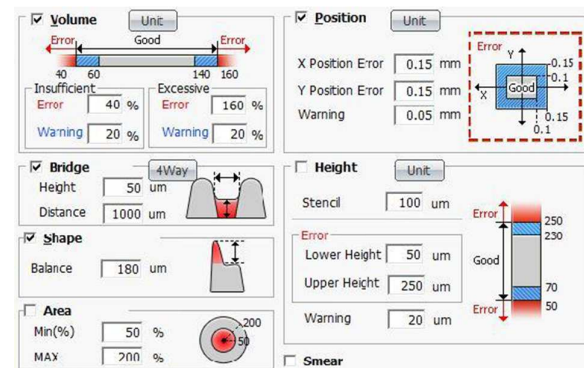 Volume
Unit
Error
Good
Error
40 60 140 160
Insufficient
Error 40 %
Warning 20 %
Excessive
Error 160 %
Warning 20 %
Bridge
4Way
Height 50 um
Distance 1000 um
Shape
Balance 180 um
Area
Min(%) 50 %
MAX 200 %
200
50
Position
Unit
X Position Error 0.15 mm
Y Position Error 0.15 mm
Warning 0.05 mm
Error
Y
0.15
0.1
X
Good
0.15
0.1
Height
Unit
Stencil 100 um
Error
Lower Height 50 um
Upper Height 250 um
Warning 20 um
Error
250
230
Good
70
50
Error
Smear